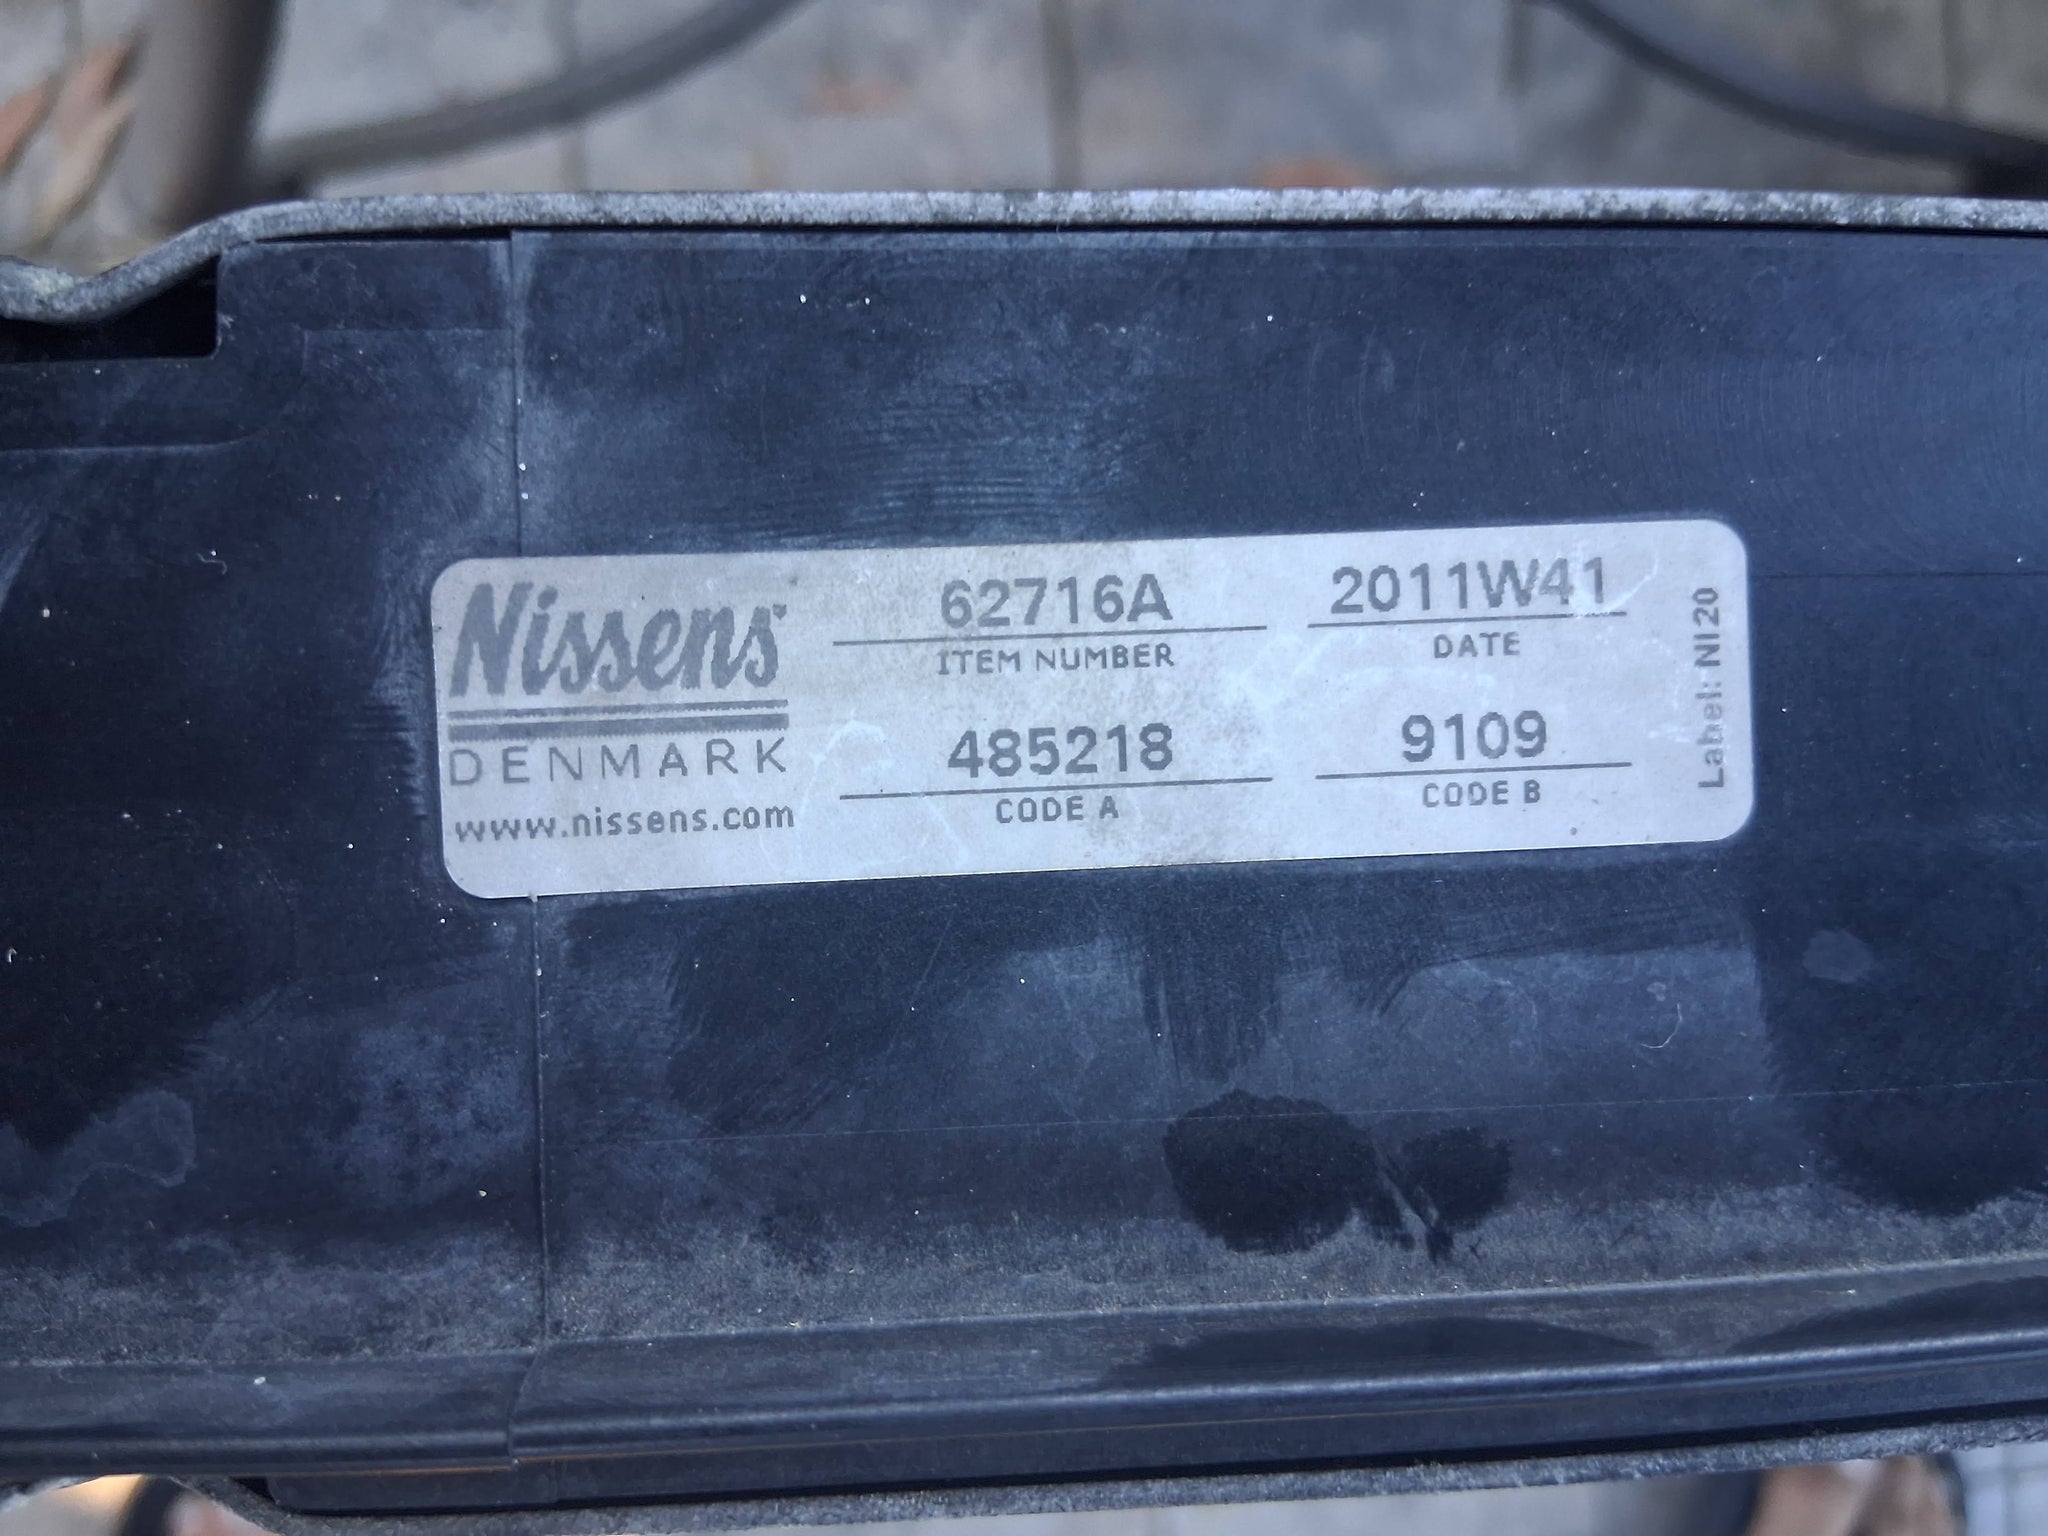 Nissens
DENMARK
www.nissens.com
62716A
ITEM NUMBER
485218
CODE A
2011W41
DATE
9109
CODE B
Label: NI20